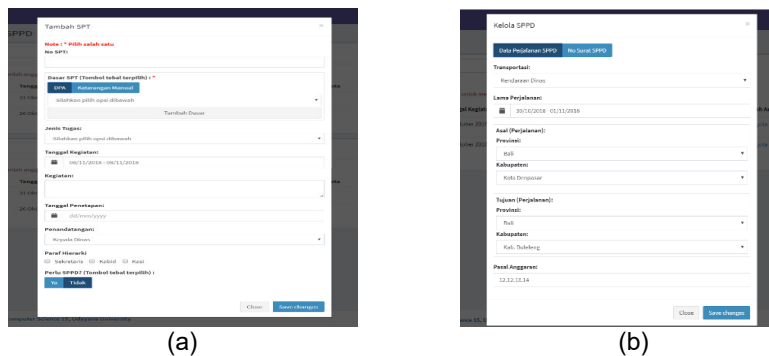 Tambah SPT
×
Note : * Pilih salah satu
No SPT:
Dasar SPT (Tombol tebal terpilih) : *
DPA
Keterangan Manual
Silahkan pilih opsi dibawah
Tambah Dasar
Jenis Tugas:
Silahkan pilih opsi dibawah
Tanggal Kegiatan:
08/11/2018 - 08/11/2018
Kegiatan:
Tanggal Penetapan:
dd/mm/yyyy
Penandatangan:
Kepala Dinas
Paraf Hierarki
Sekretaris
Kabid
Kasi
Perlu SPPD? (Tombol tebal terpilih) :
Ya
Tidak
Close
Save changes
(a)
Kelola SPPD
×
Data Perjalanan SPPD
No Surat SPPD
Transportasi:
Kendaraan Dinas
Lama Perjalanan:
30/10/2018 01/11/2018
Asal (Perjalanan):
Provinsi:
Bali
Kabupaten:
Kota Denpasar
Tujuan (Perjalanan):
Provinsi:
Bali
Kabupaten:
Kab. Buleleng
Pasal Anggaran:
Close
Save changes
(b)